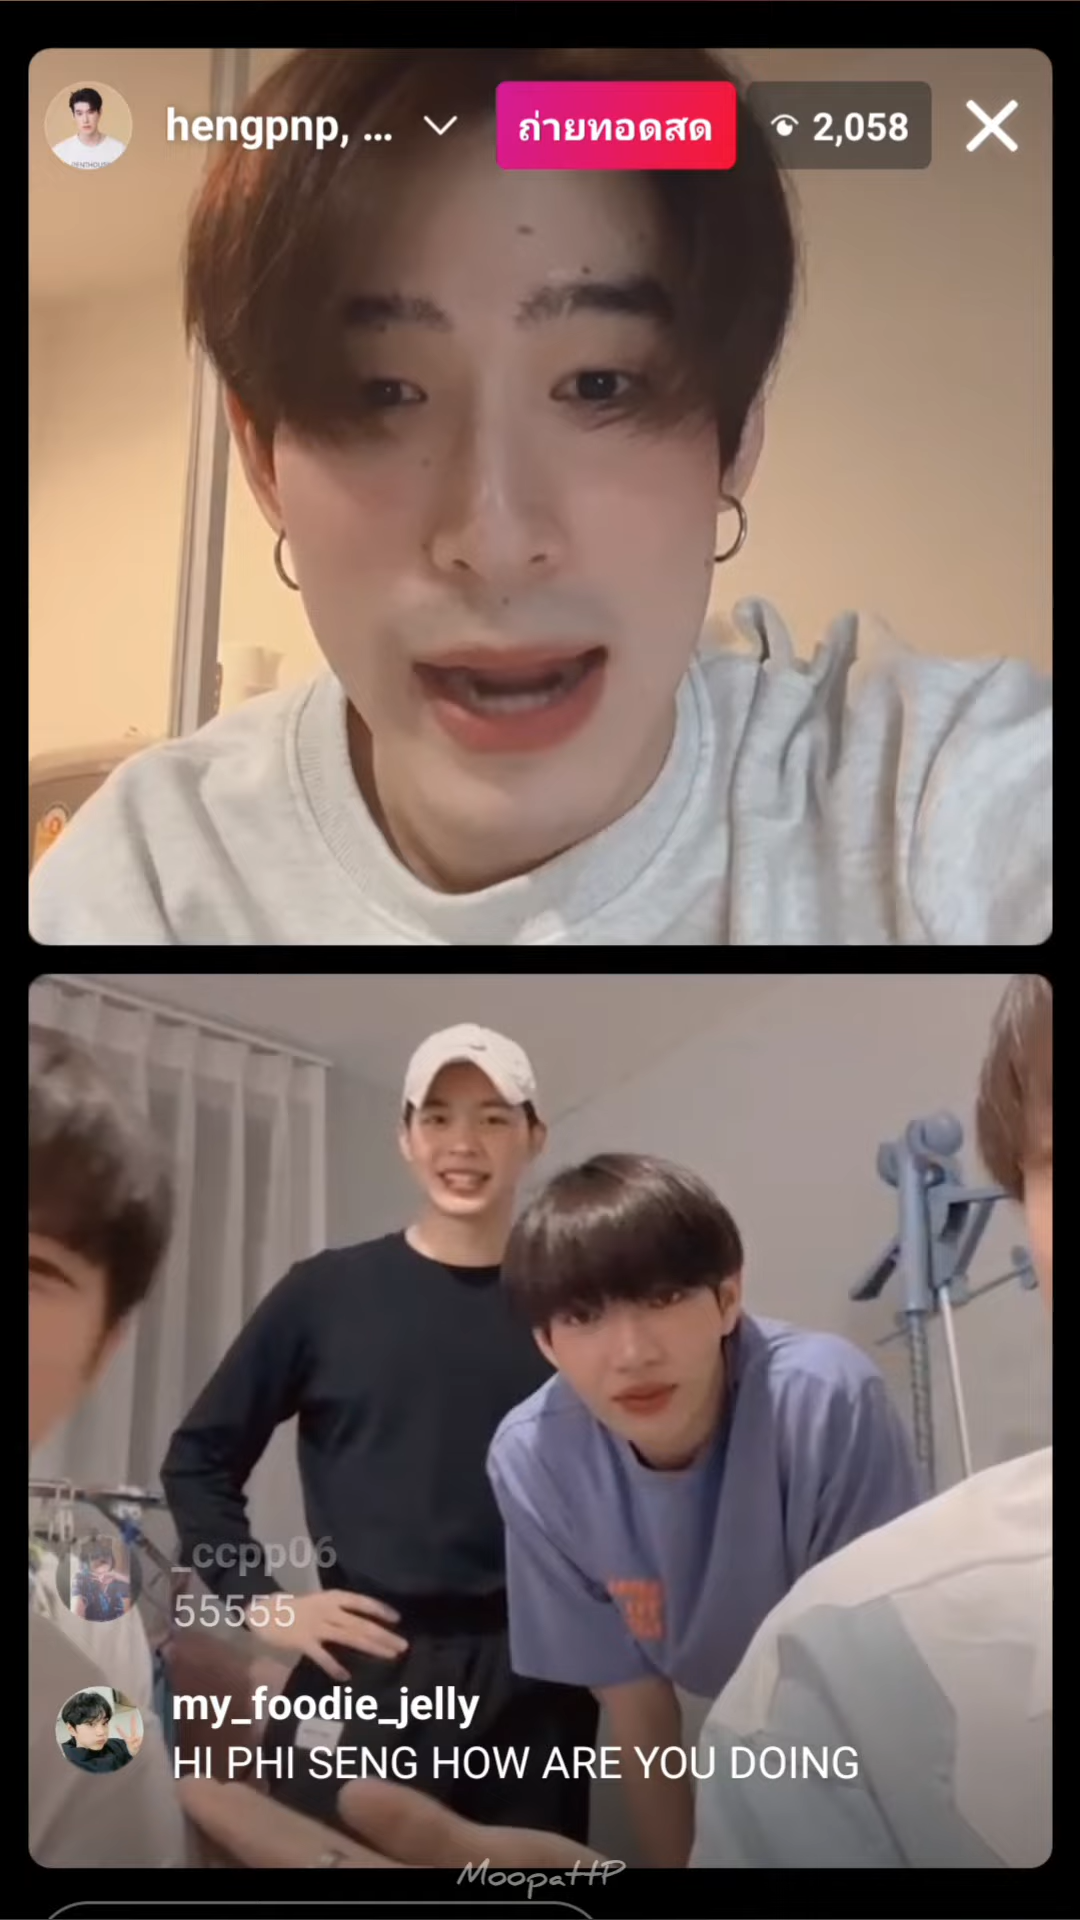 hengpnp, ...
ถ่ายทอดสด
2,058
_ccpp06
55555
my_foodie_jelly
HI PHI SENG HOW ARE YOU DOING
MoopaHP